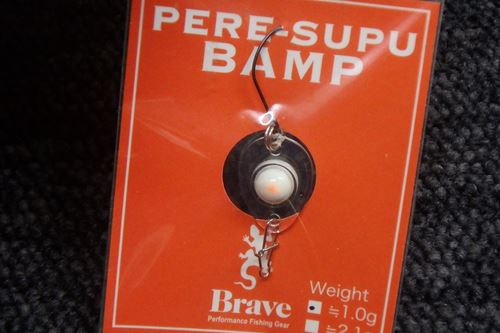 PERE-SUPU
BAMP
Brave
Performance Fishing Gear
Weight
≒1.0g